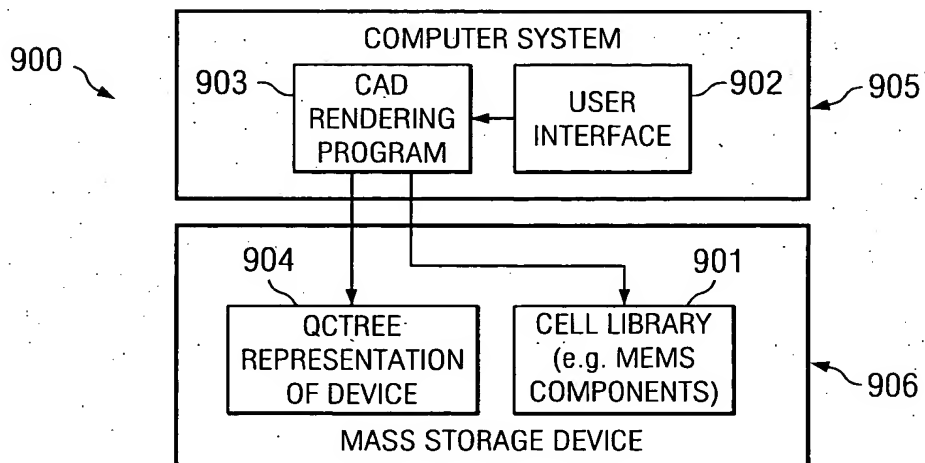 COMPUTER SYSTEM
900
903
CAD
RENDERING
PROGRAM
USER
INTERFACE
902
905
904
QCTREE
REPRESENTATION
OF DEVICE
901
CELL LIBRARY
(e.g. MEMS
COMPONENTS)
906
MASS STORAGE DEVICE